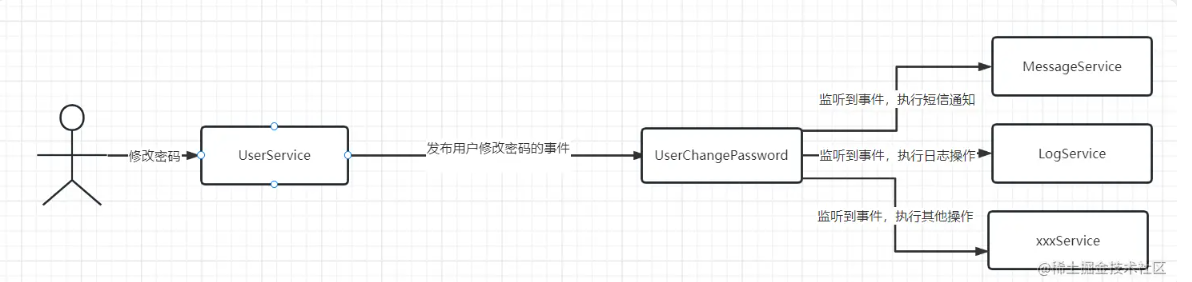 修改密码
UserService
发布用户修改密码的事件
UserChangePassword
监听到事件，执行短信通知
MessageService
监听到事件，执行日志操作
LogService
监听到事件，执行其他操作
xxxService
@稀土掘金技术社区